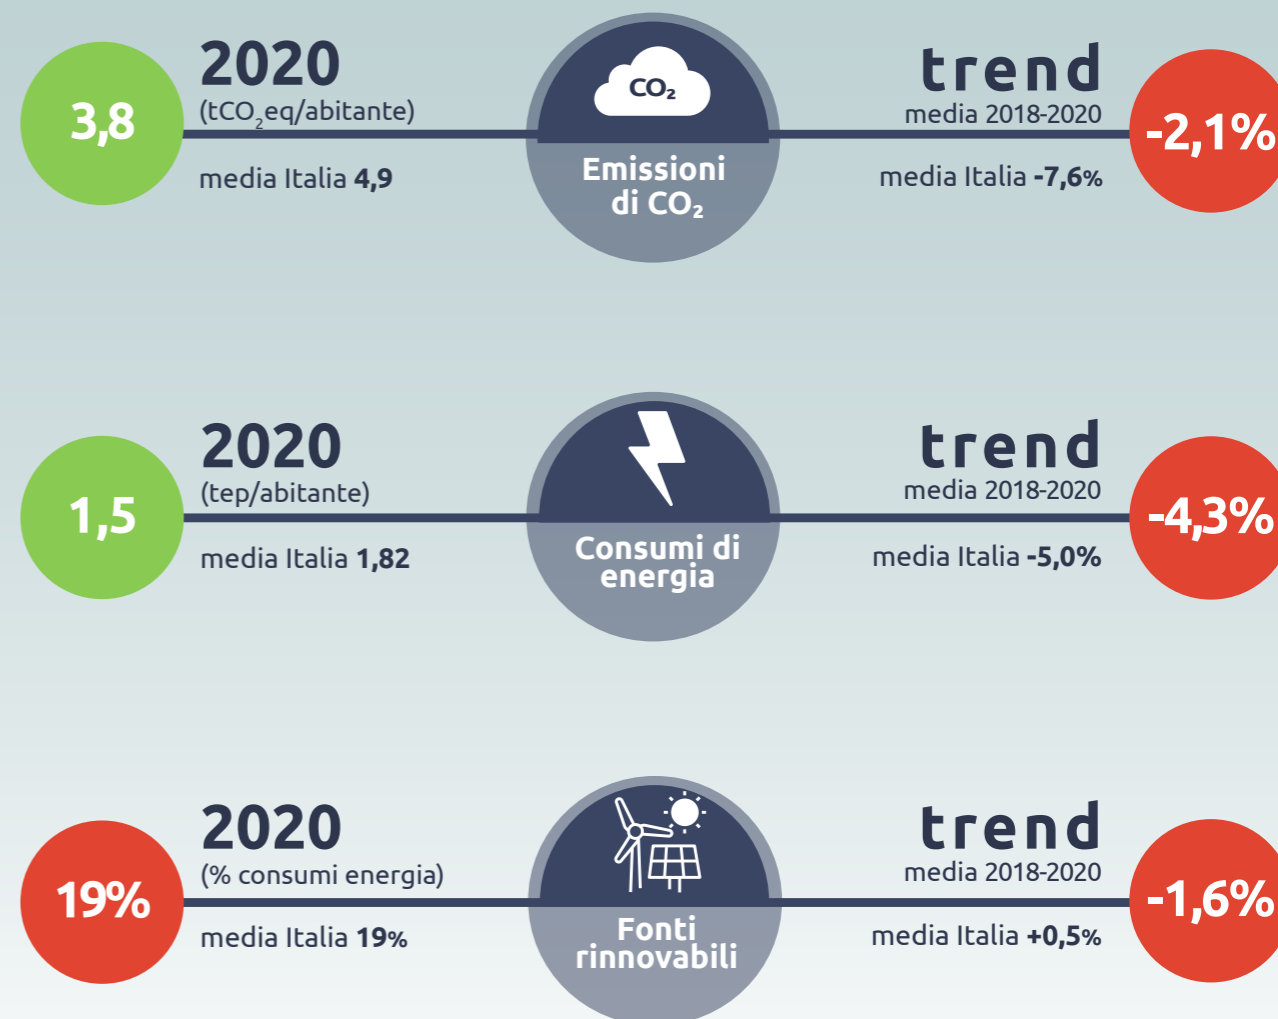 3,8
2020
(tCO₂eq/abitante)
media Italia 4,9
CO₂
Emissioni
di CO₂
trend
media 2018-2020
media Italia -7,6%
-2,1%
1,5
2020
(tep/abitante)
media Italia 1,82
Consumi di
energia
trend
media 2018-2020
media Italia -5,0%
-4,3%
19%
2020
(% consumi energia)
media Italia 19%
Fonti
rinnovabili
trend
media 2018-2020
media Italia +0,5%
-1,6%